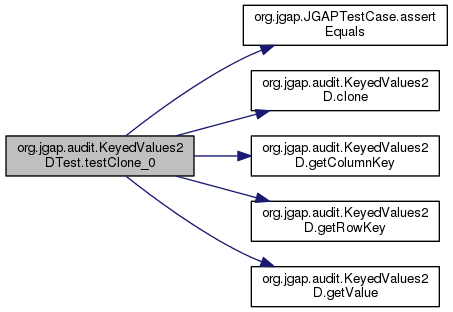 org.jgap.JGAPTestCase.assert
Equals
org.jgap.audit.KeyedValues2
D.clone
org.jgap.audit.KeyedValues2
DTest.testClone_0
org.jgap.audit.KeyedValues2
D.getColumnKey
org.jgap.audit.KeyedValues2
D.getRowKey
org.jgap.audit.KeyedValues2
D.getValue